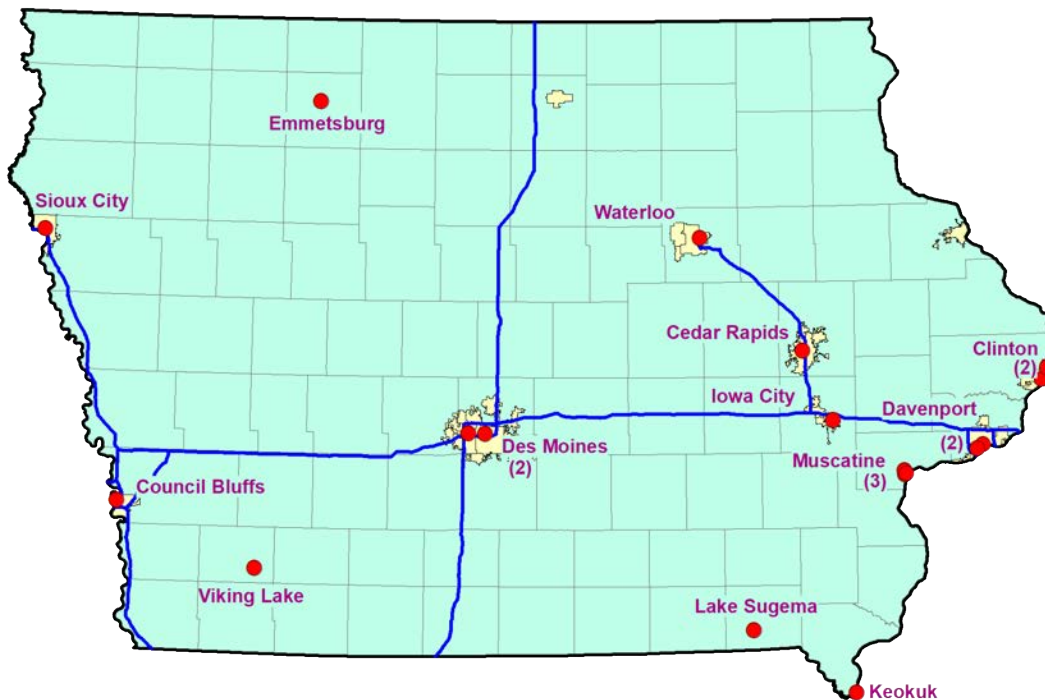 Emmetsburg
Sioux City
Waterloo
Cedar Rapids
Clinton
(2)
Iowa City
Davenport
(2)
Des Moines
(2)
Muscatine
(3)
Council Bluffs
Viking Lake
Lake Sugema
Keokuk